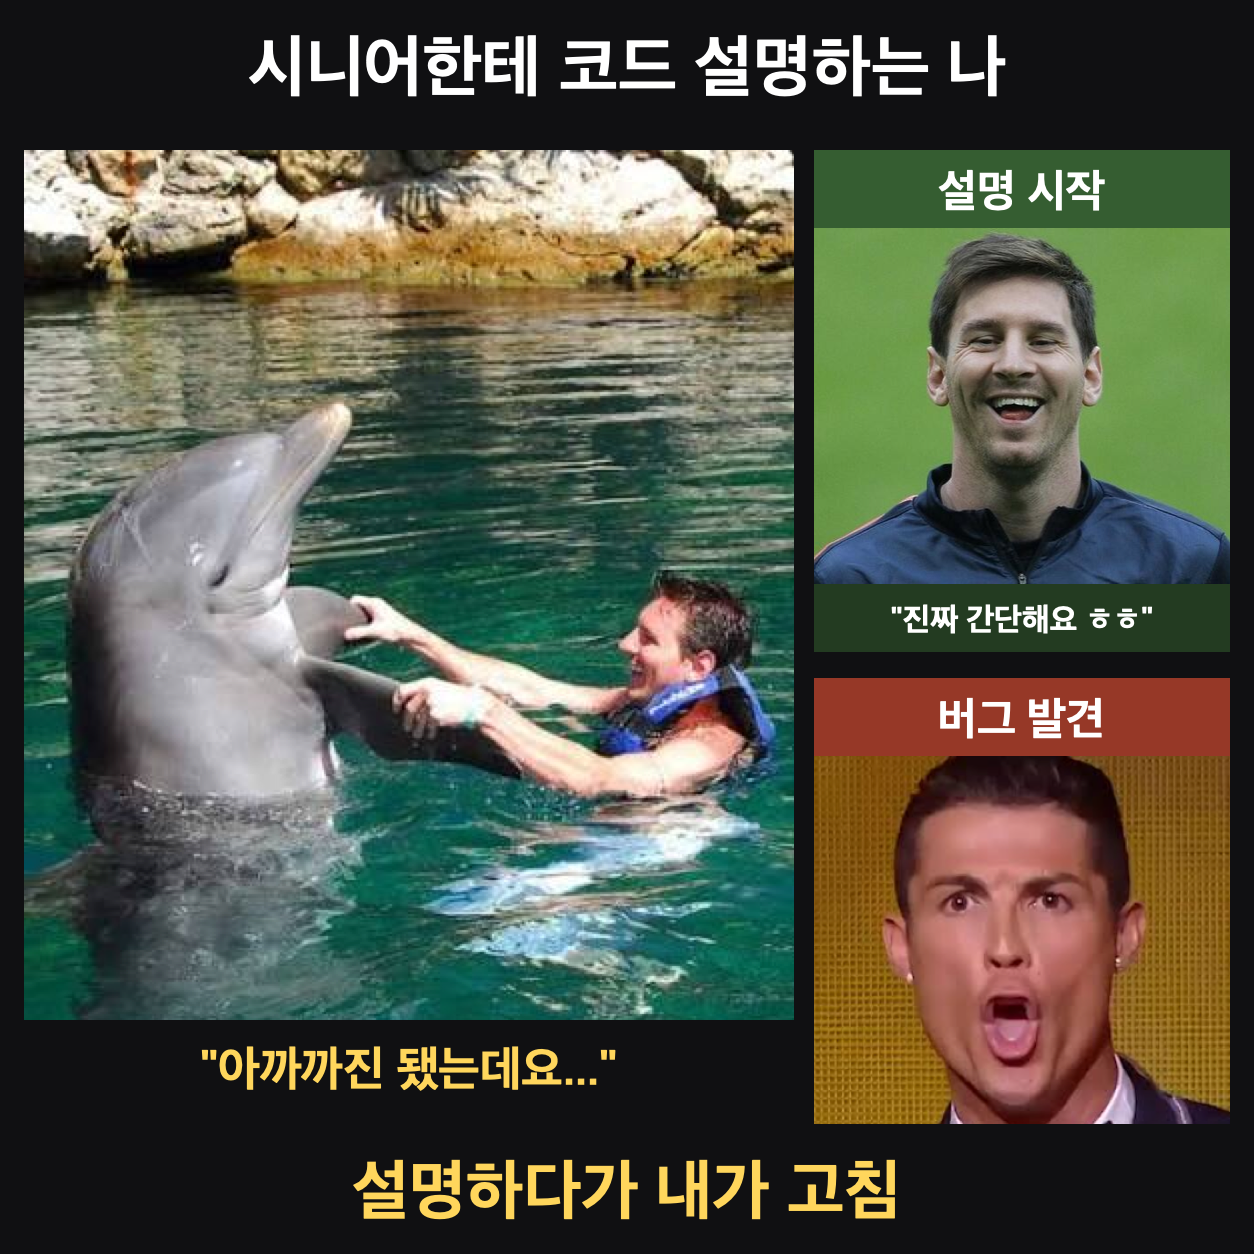 시니어한테 코드 설명하는 나
설명 시작
"진짜 간단해요 ㅎㅎ"
버그 발견
"아까까진 됐는데요..."
설명하다가 내가 고침